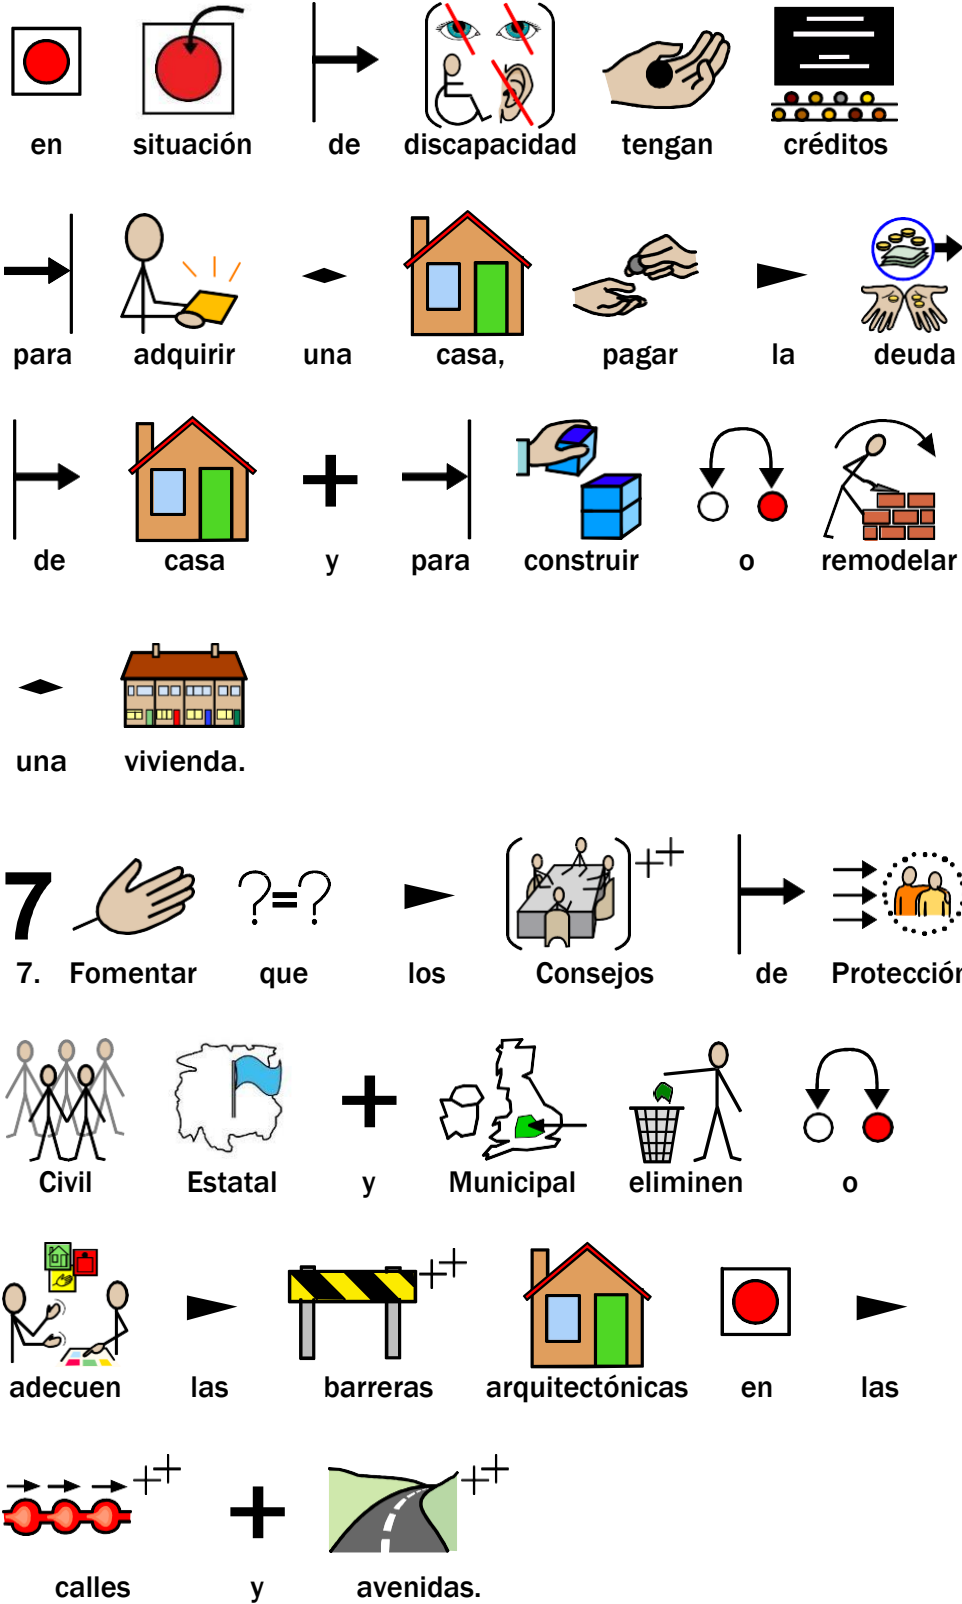 en situación de discapacidad tengan créditos
para adquirir una casa, pagar la deuda
de casa y para construir o remodelar
una vivienda.
7
7. Fomentar que los Consejos de Protección
Civil Estatal y Municipal eliminen o
adecuen las barreras arquitectónicas en las
calles y avenidas.